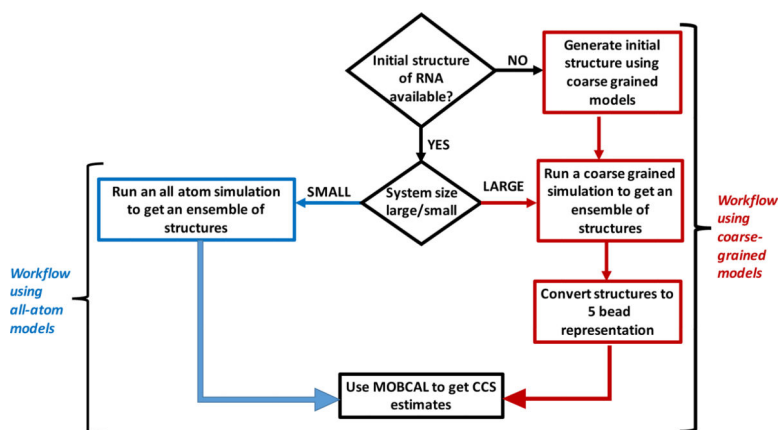 Initial structure
of RNA
available?
NO
Generate initial
structure using
coarse grained
models
YES
Run an all atom simulation
to get an ensemble of
structures
SMALL
System size
large/small
LARGE
Run a coarse grained
simulation to get an
ensemble of
structures
Workflow
using
coarse-
grained
models
Workflow
using
all-atom
models
Convert structures to
5 bead
representation
Use MOBCAL to get CCS
estimates